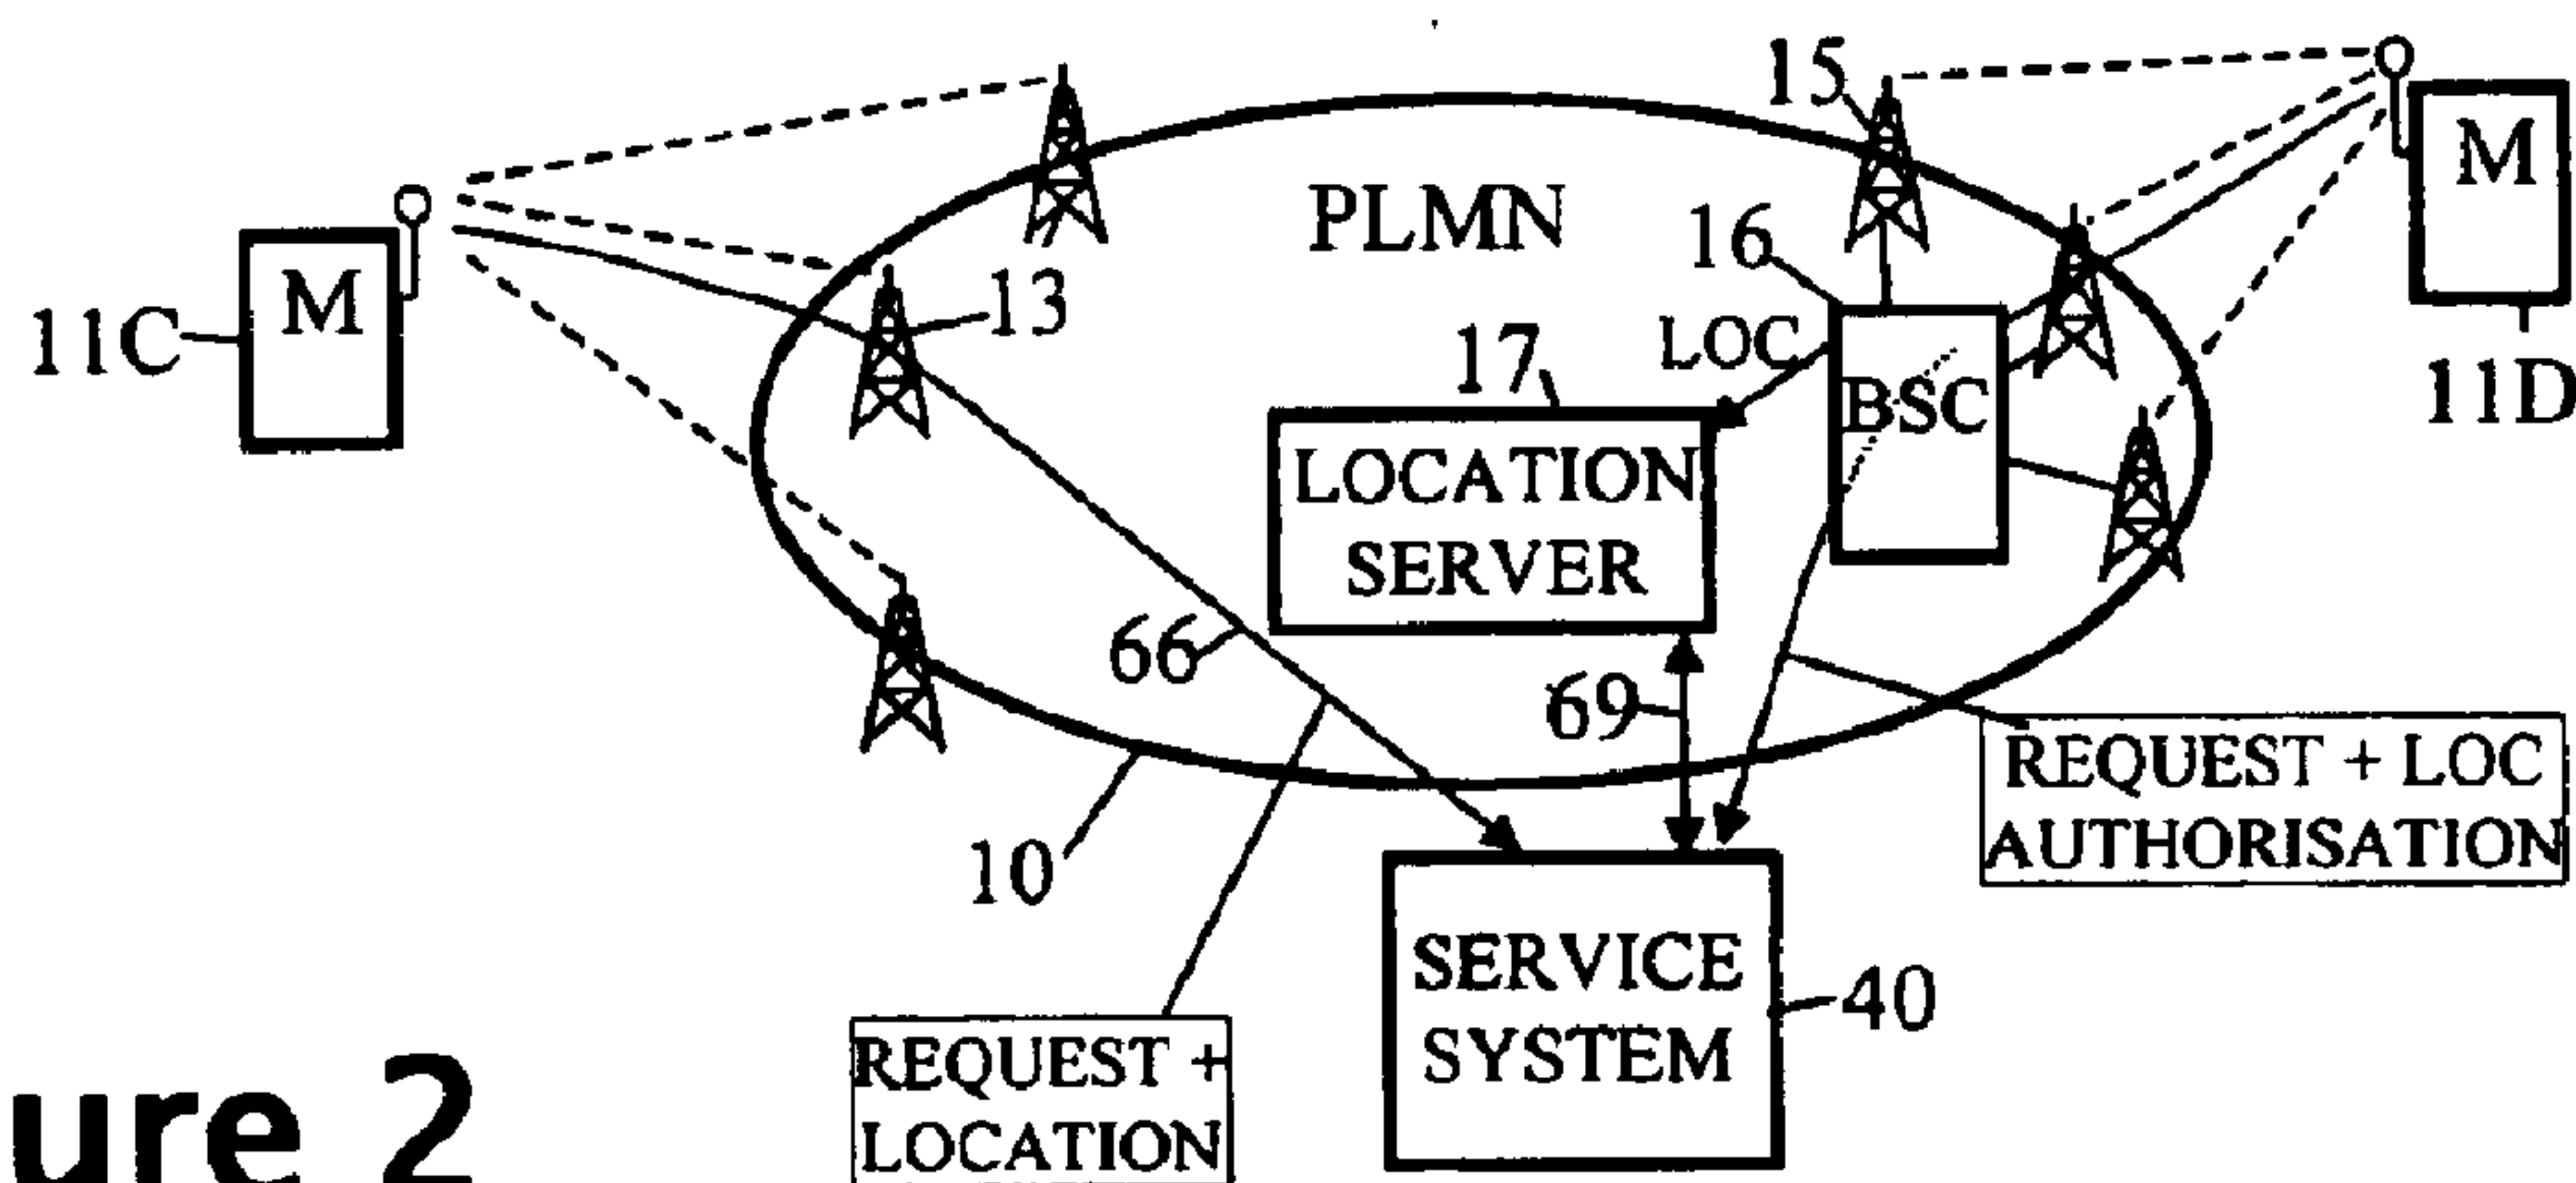 15
M
PLMN
16
M
13
11C
LOC
17
BSC
11D
LOCATION
SERVER
66
69
REQUEST + LOC
AUTHORISATION
10
SERVICE
SYSTEM
40
REQUEST +
LOCATION
ure 2